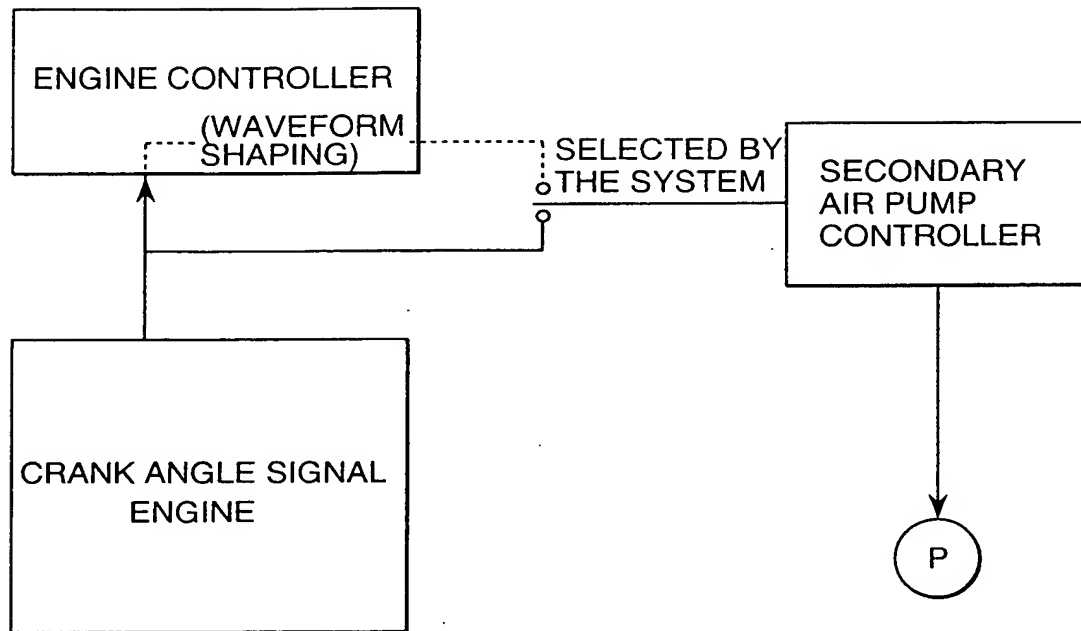 ENGINE CONTROLLER
(WAVEFORM
SHAPING)
SELECTED BY
THE SYSTEM
SECONDARY
AIR PUMP
CONTROLLER
CRANK ANGLE SIGNAL
ENGINE
P